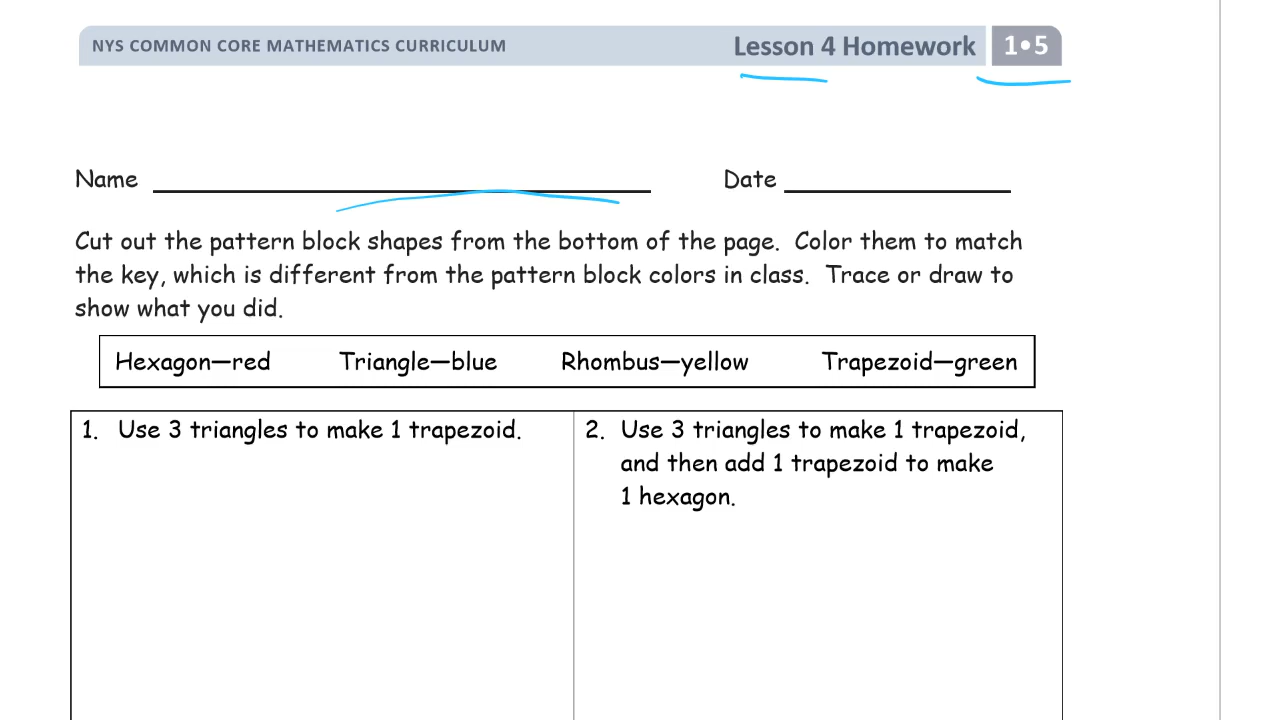 NYS COMMON CORE MATHEMATICS CURRICULUM Lesson 4 Homework 1•5
Name Date
Cut out the pattern block shapes from the bottom of the page. Color them to match
the key, which is different from the pattern block colors in class. Trace or draw to
show what you did.
Hexagon—red Triangle—blue Rhombus—yellow Trapezoid—green
1. Use 3 triangles to make 1 trapezoid.
2. Use 3 triangles to make 1 trapezoid,
and then add 1 trapezoid to make
1 hexagon.